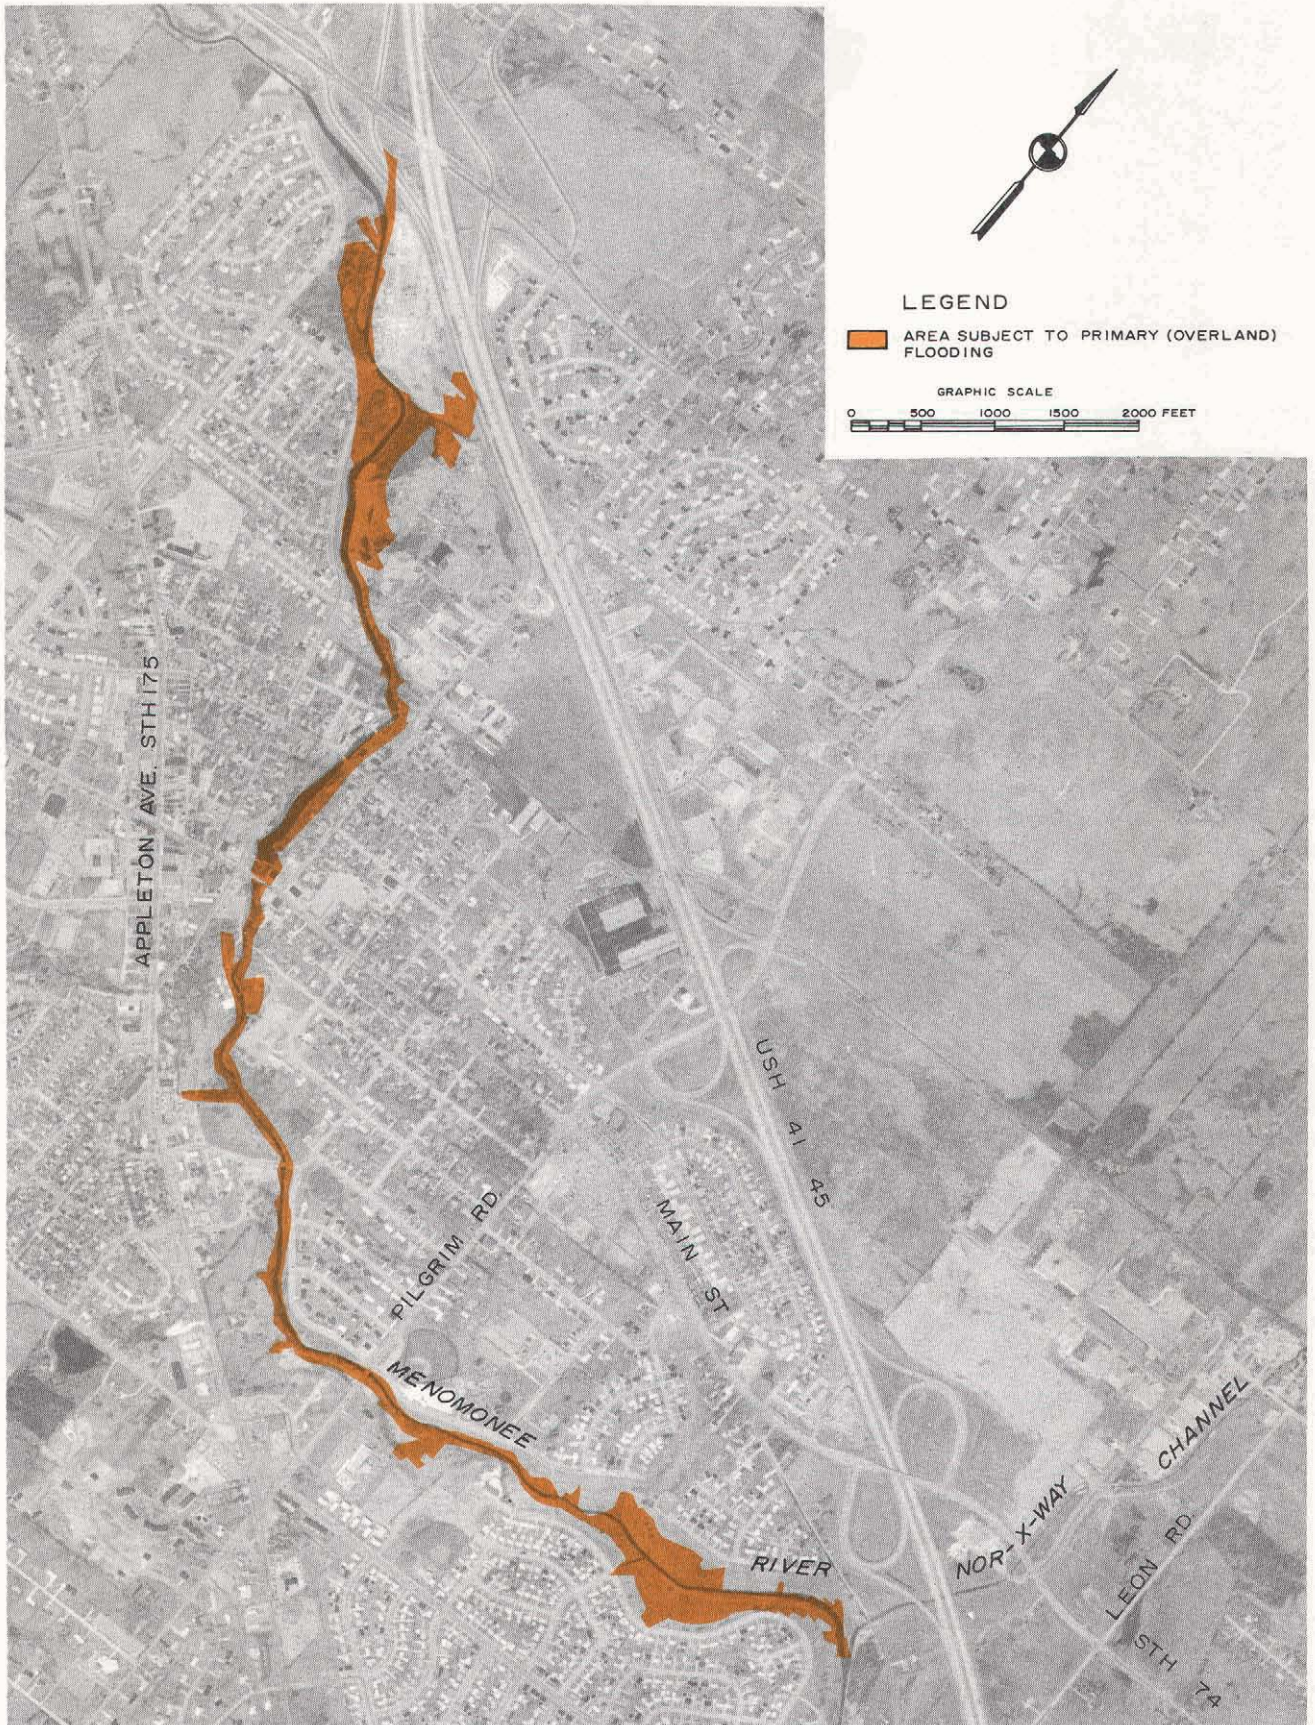 LEGEND
AREA SUBJECT TO PRIMARY (OVERLAND)
FLOODING
GRAPHIC SCALE
0 500 1000 1500 2000 FEET
APPLETON AVE. STH 175
USH 41 45
MAIN ST
PILGRIM RD
MENOMONEE
RIVER
NOR-X-WAY
CHANNEL
LEON RD
STH 74